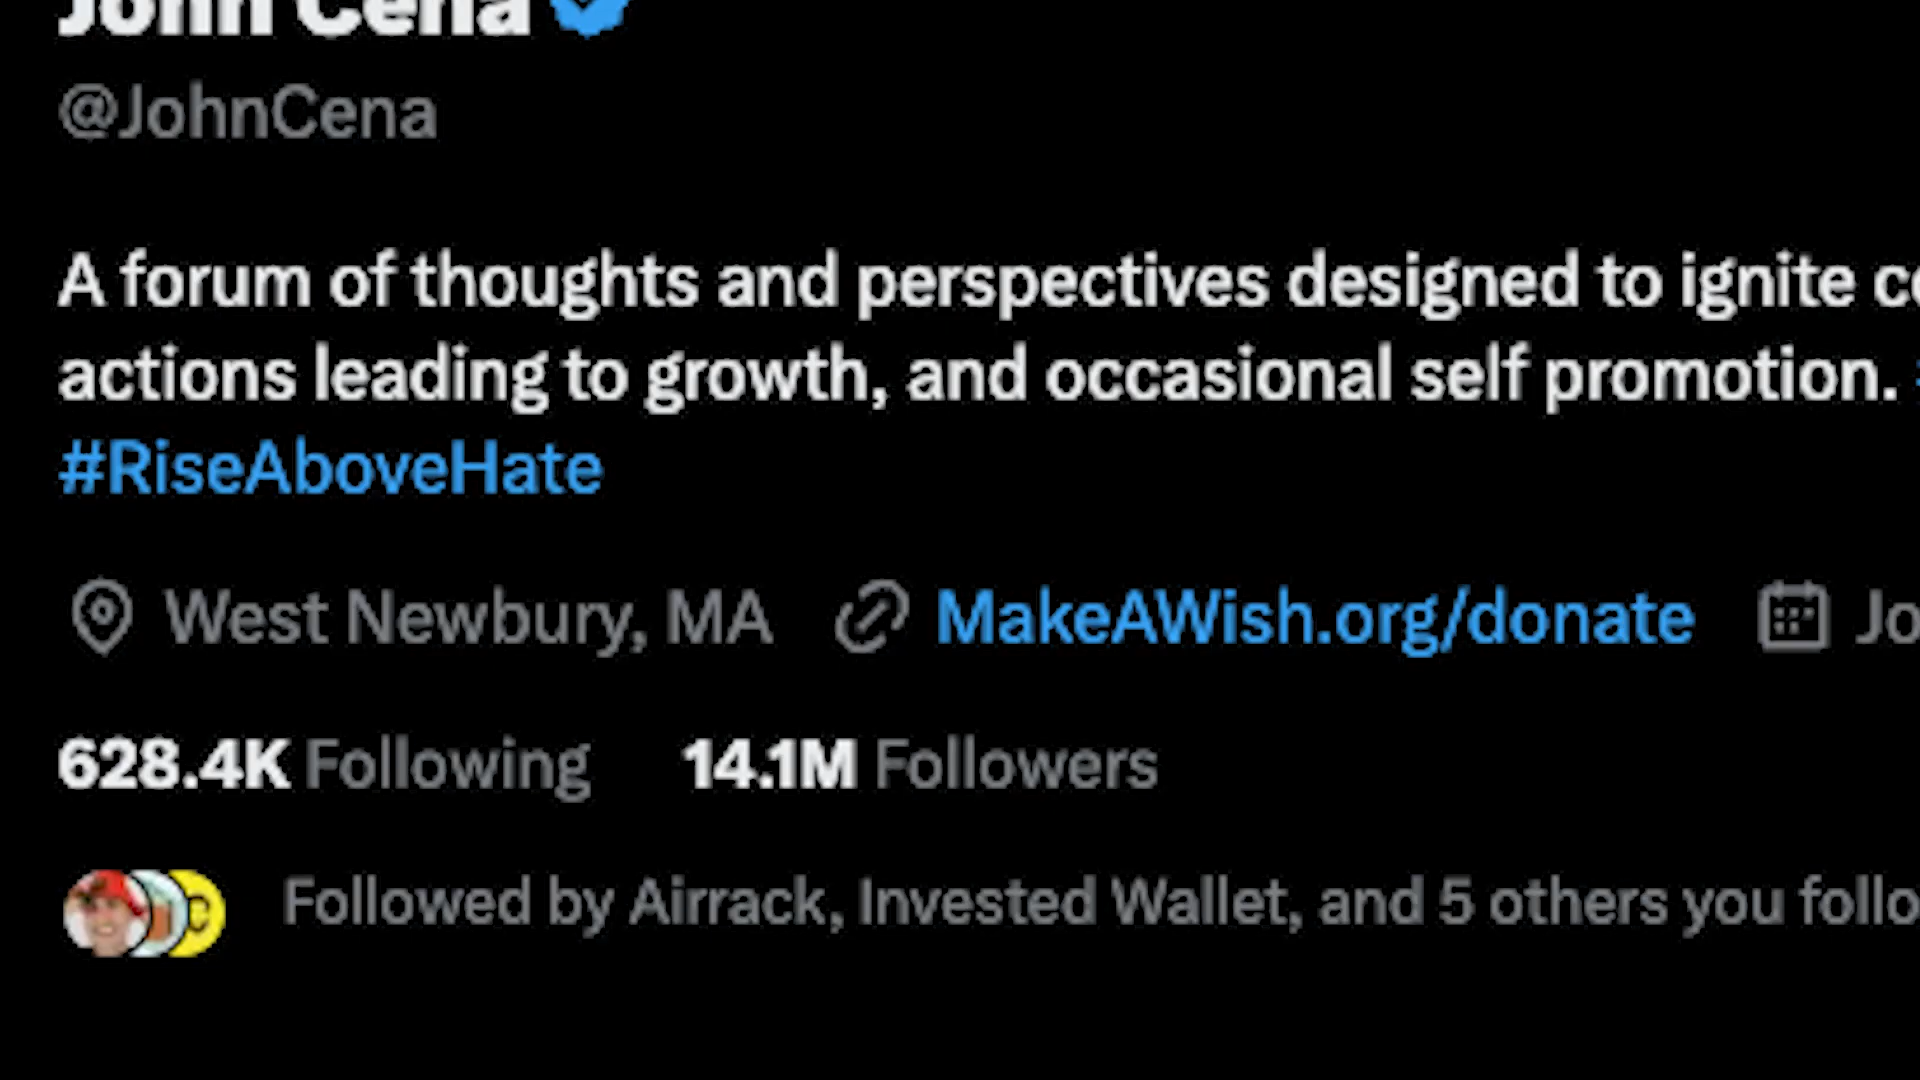 John Cena
@JohnCena
A forum of thoughts and perspectives designed to ignite
actions leading to growth, and occasional self promotion.
#RiseAboveHate
West Newbury, MA MakeAWish.org/donate
628.4K Following 14.1M Followers
C
Followed by Airrack, Invested Wallet, and 5 others you